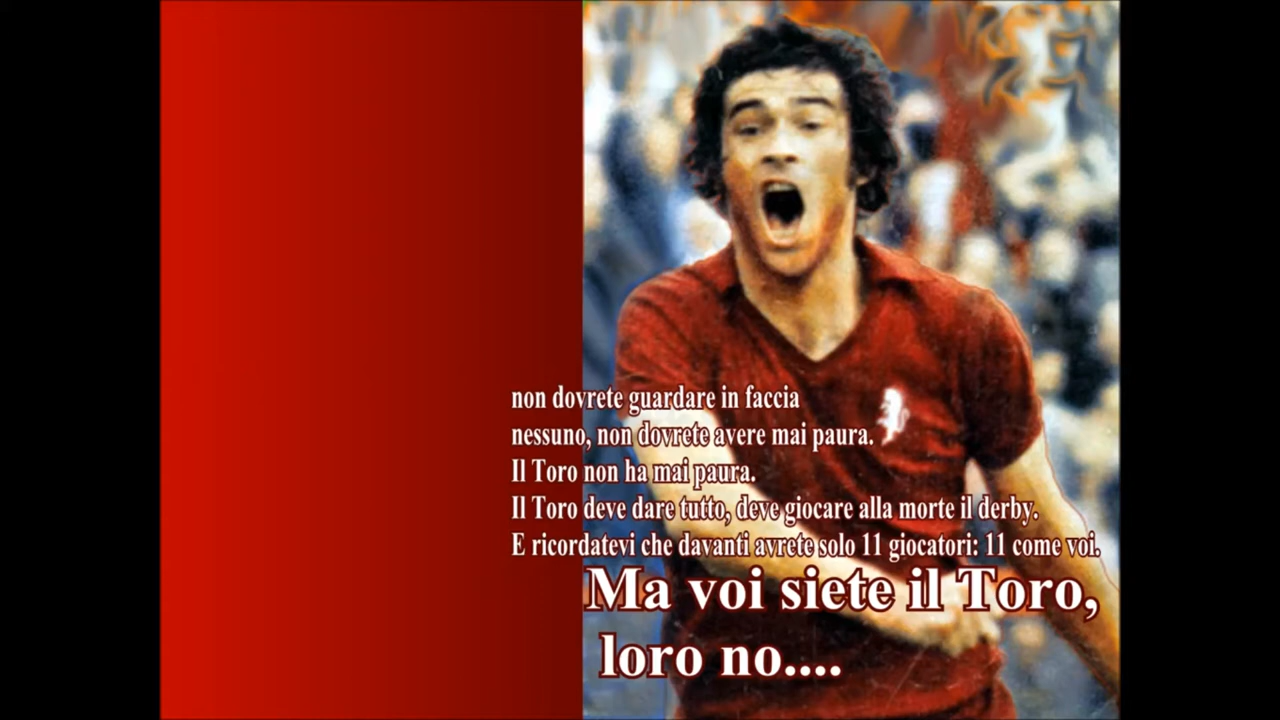 non dovrete guardare in faccia
nessuno, non dovrete avere mai paura.
Il Toro non ha mai paura.
Il Toro deve dare tutto, deve giocare alla morte il derby.
E ricordatevi che davanti avrete solo 11 giocatori: 11 come voi.
Ma voi siete il Toro,
loro no....